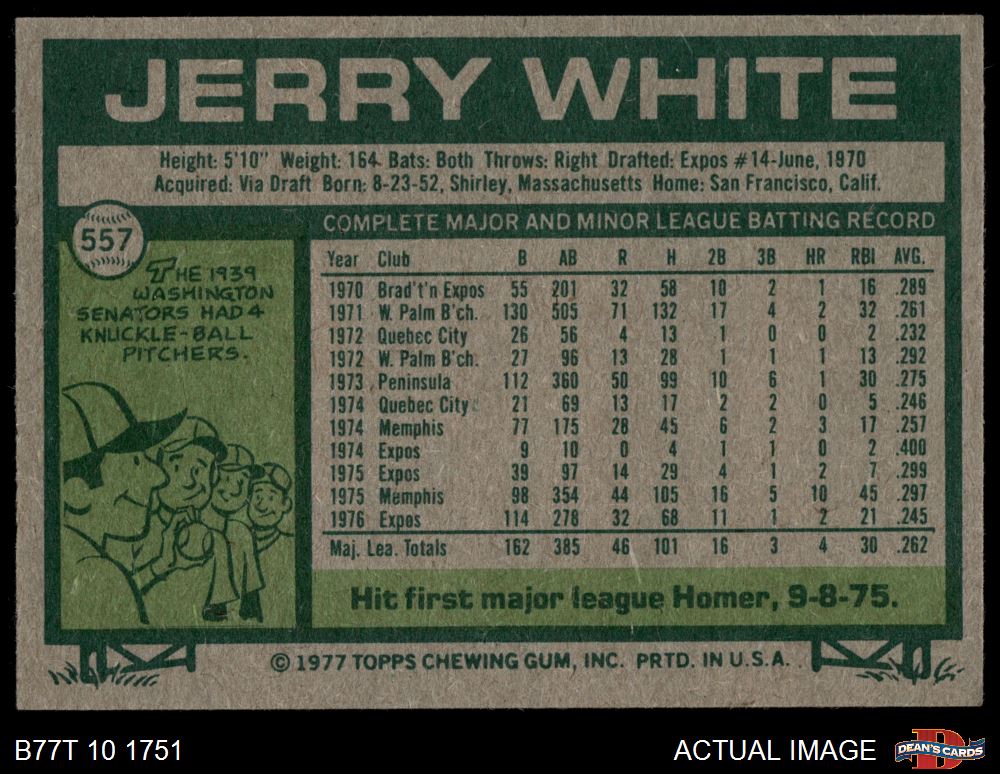 JERRY WHITE
Height: 5'10" Weight: 164 Bats: Both Throws: Right Drafted: Expos #14-June, 1970
Acquired: Via Draft Born: 8-23-52, Shirley, Massachusetts Home: San Francisco, Calif.
557
THE 1939
WASHINGTON
SENATORS HAD 4
KNUCKLE-BALL
PITCHERS.
COMPLETE MAJOR AND MINOR LEAGUE BATTING RECORD
Year Club B AB R H 2B 3B HR RBI AVG.
1970 Brad't'n Expos 55 201 32 58 10 2 1 16 .289
1971 W. Palm B'ch. 130 505 71 132 17 4 2 32 .261
1972 Quebec City 26 56 4 13 1 0 0 2 .232
1972 W. Palm B'ch. 27 96 13 28 1 1 1 13 .292
1973 Peninsula 112 360 50 99 10 6 1 30 .275
1974 Quebec City 21 69 13 17 2 2 0 5 .246
1974 Memphis 77 175 28 45 6 2 3 17 .257
1974 Expos 9 10 0 4 1 1 0 2 .400
1975 Expos 39 97 14 29 4 1 2 7 .299
1975 Memphis 98 354 44 105 16 5 10 45 .297
1976 Expos 114 278 32 68 11 1 2 21 .245
Maj. Lea. Totals 162 385 46 101 16 3 4 30 .262
Hit first major league Homer, 9-8-75.
© 1977 TOPPS CHEWING GUM, INC. PRTD. IN U.S.A.
B77T 10 1751
ACTUAL IMAGE
D
DEAN'S CARDS